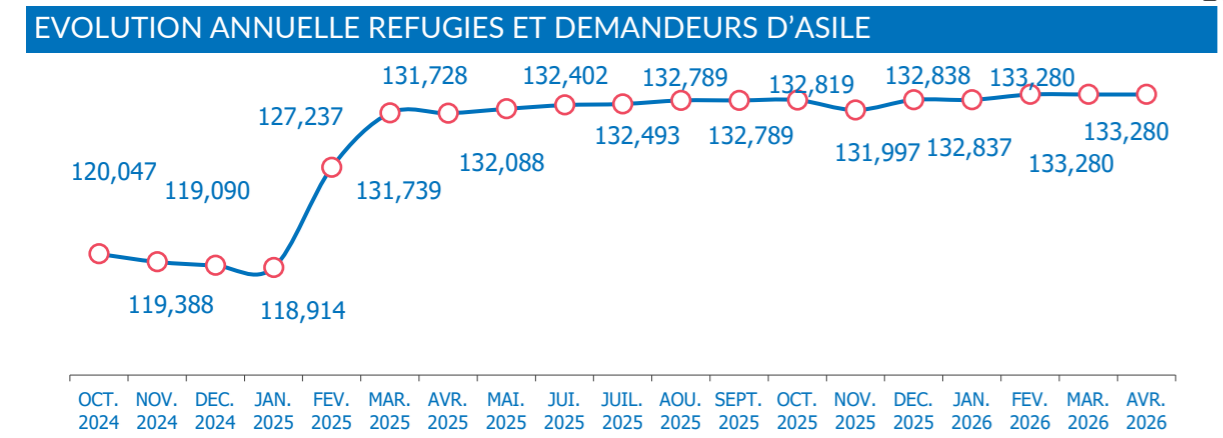 EVOLUTION ANNUELLE REFUGIES ET DEMANDEURS D’ASILE
131,728 132,402 132,789 132,819 132,838 133,280
127,237
132,493 132,789 131,997 132,837 133,280
120,047 119,090 131,739 132,088 133,280
119,388 118,914
OCT. NOV. DEC. JAN. FEV. MAR. AVR. MAI. JUI. JUIL. AOU. SEPT. OCT. NOV. DEC. JAN. FEV. MAR. AVR.
2024 2024 2024 2025 2025 2025 2025 2025 2025 2025 2025 2025 2025 2025 2025 2026 2026 2026 2026